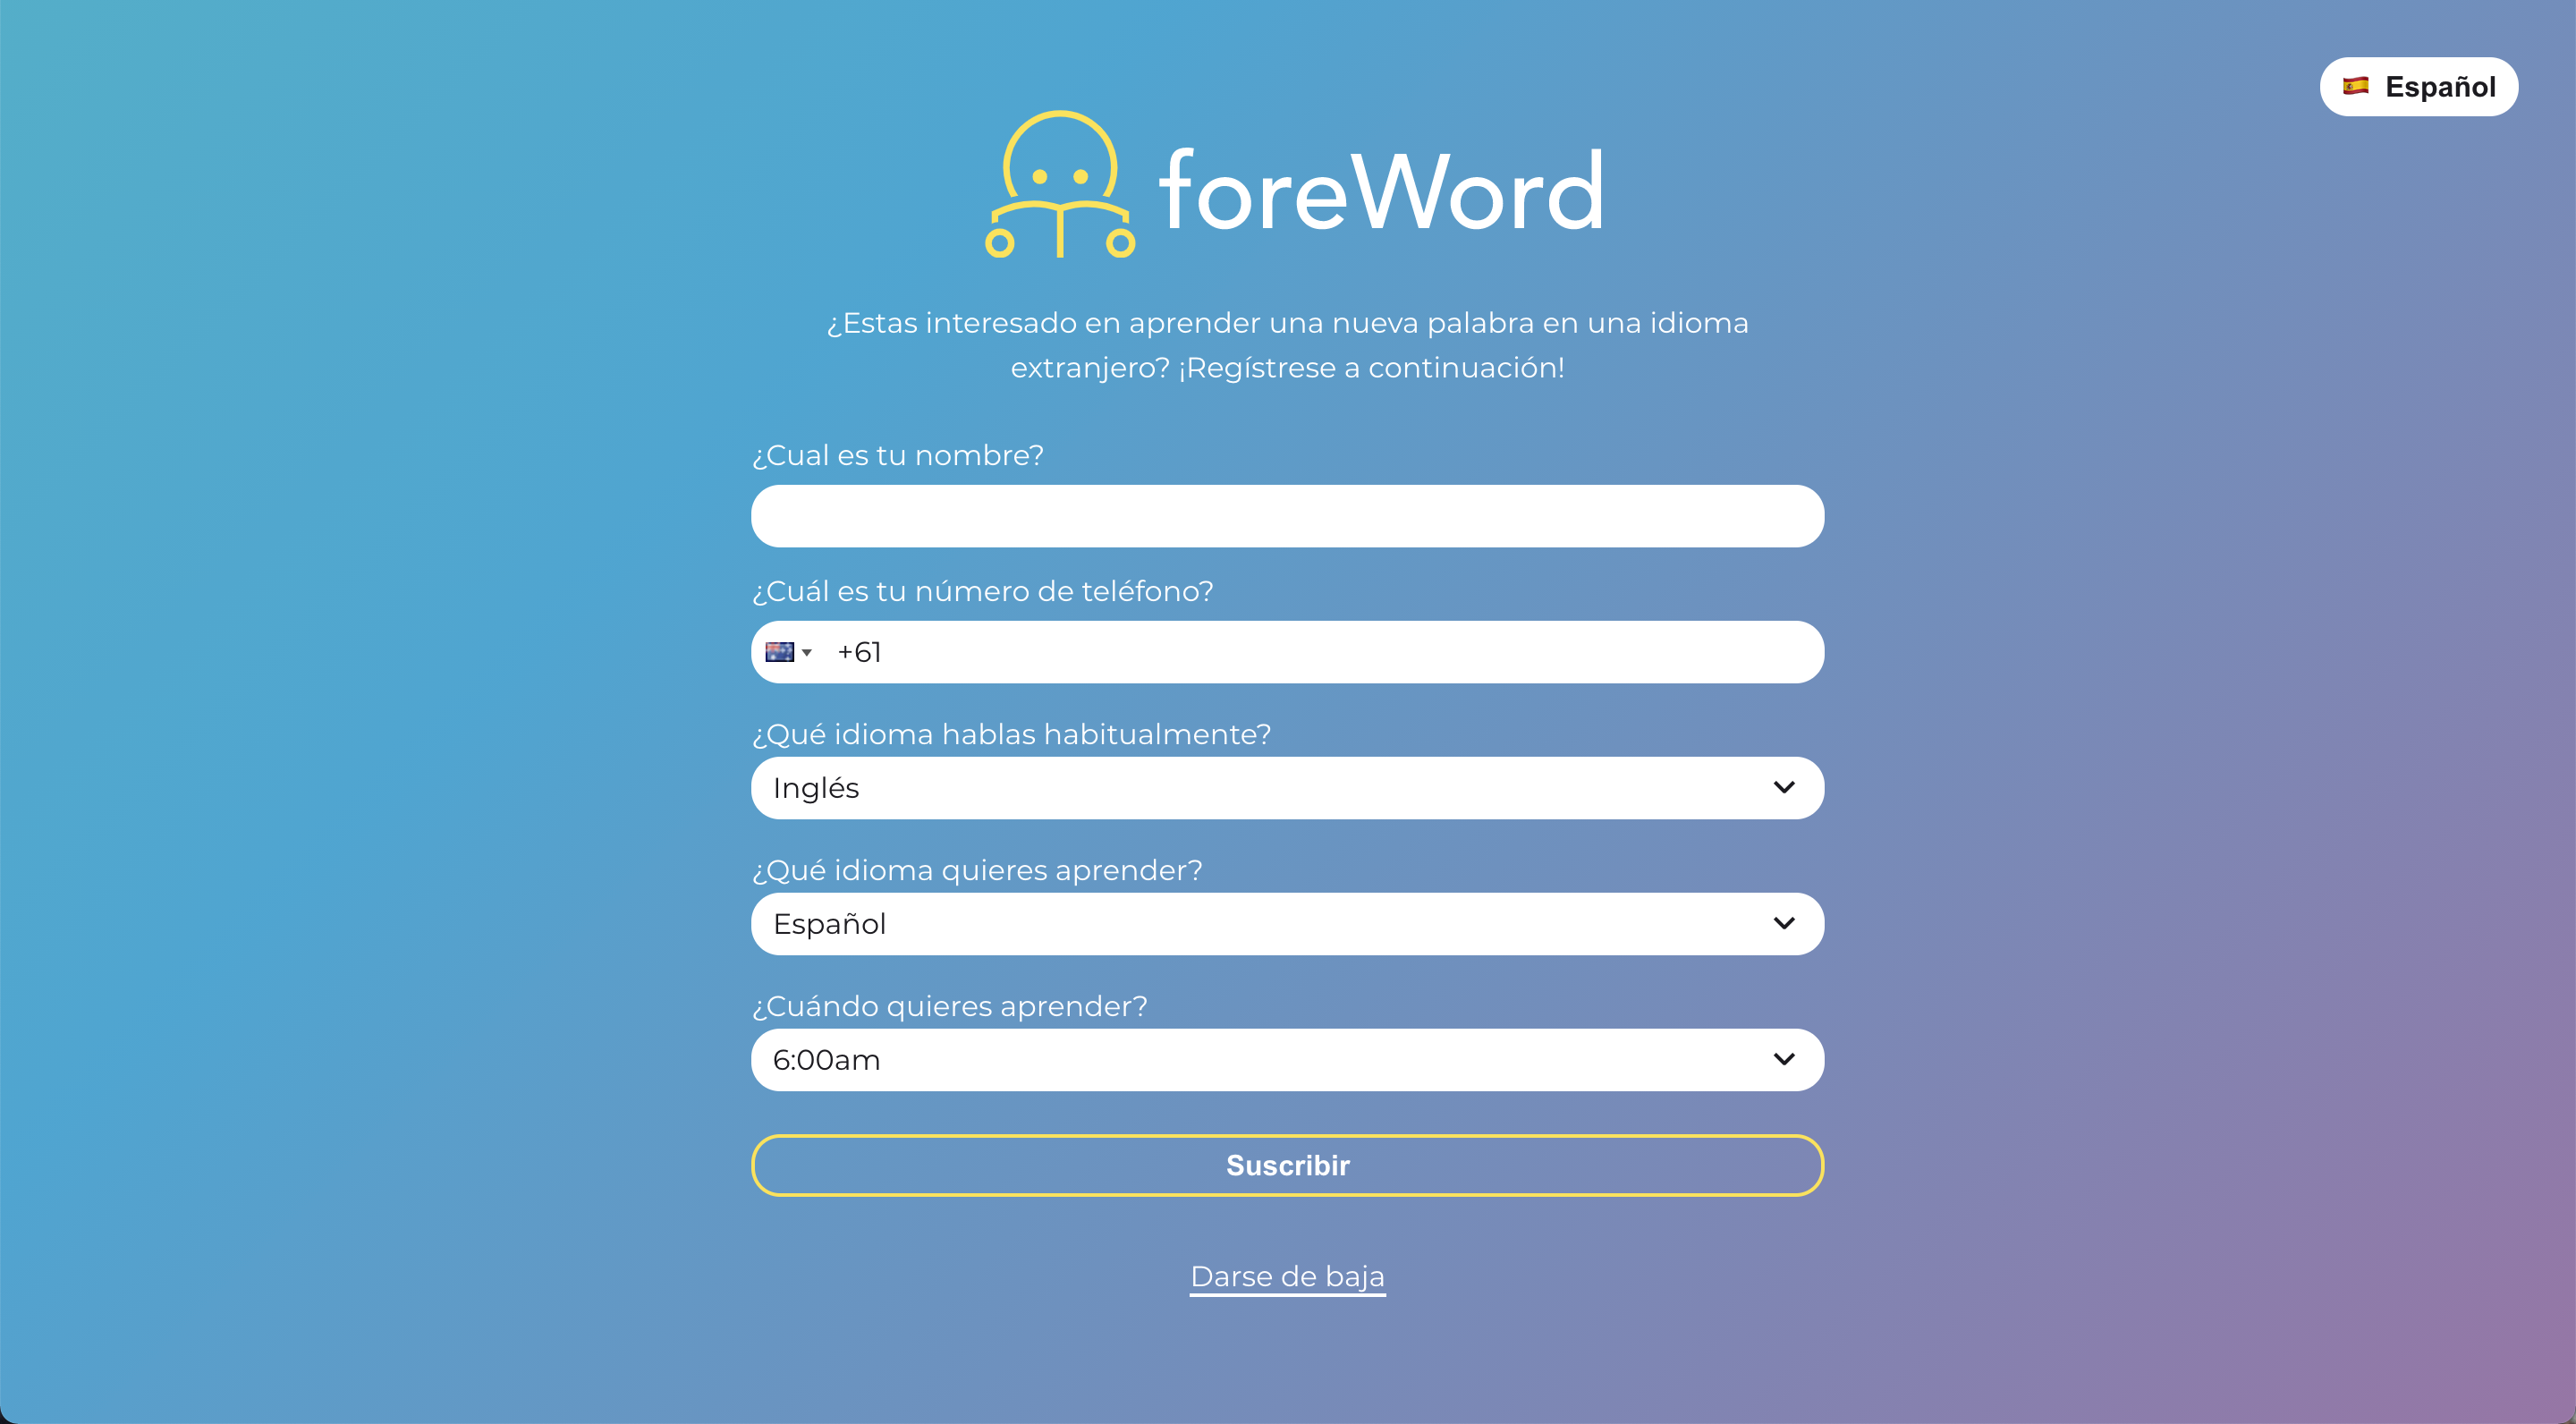 Español
foreWord
¿Estas interesado en aprender una nueva palabra en una idioma
extranjero? ¡Regístrese a continuación!
¿Cual es tu nombre?
¿Cuál es tu número de teléfono?
+61
¿Qué idioma hablas habitualmente?
Inglés
¿Qué idioma quieres aprender?
Español
¿Cuándo quieres aprender?
6:00am
Suscribir
Darse de baja